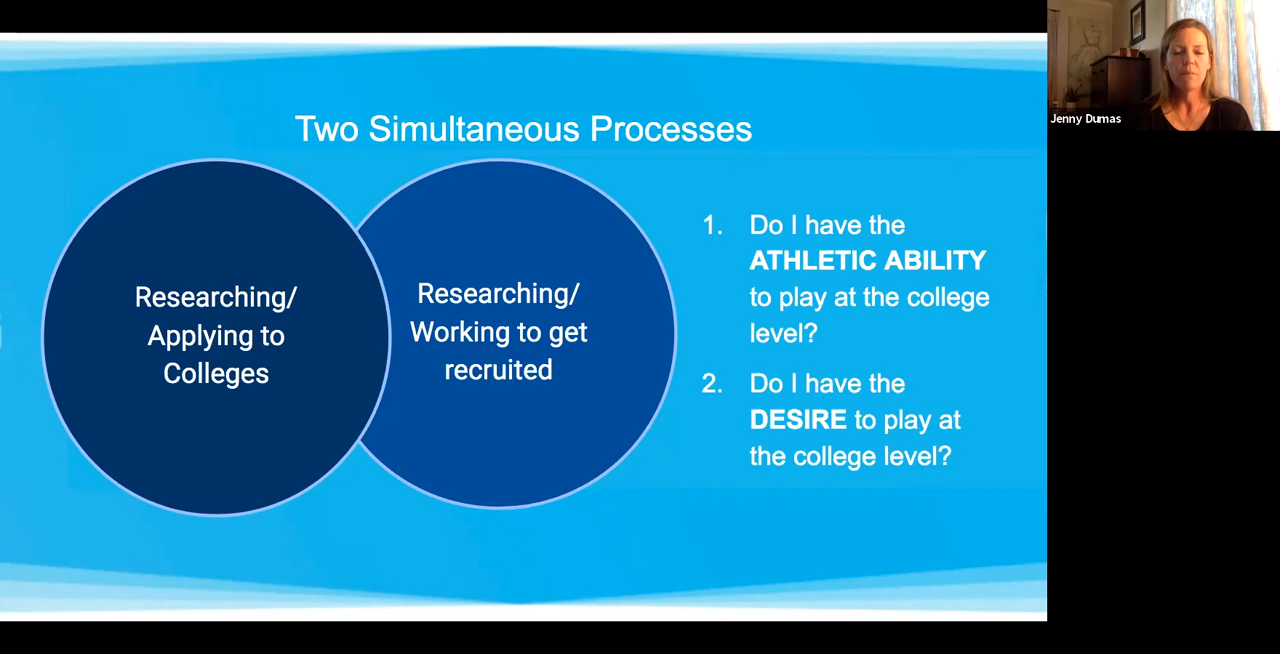 Two Simultaneous Processes
Researching/
Applying to
Colleges
Researching/
Working to get
recruited
1. Do I have the
ATHLETIC ABILITY
to play at the college
level?
2. Do I have the
DESIRE to play at
the college level?
Jenny Dumas